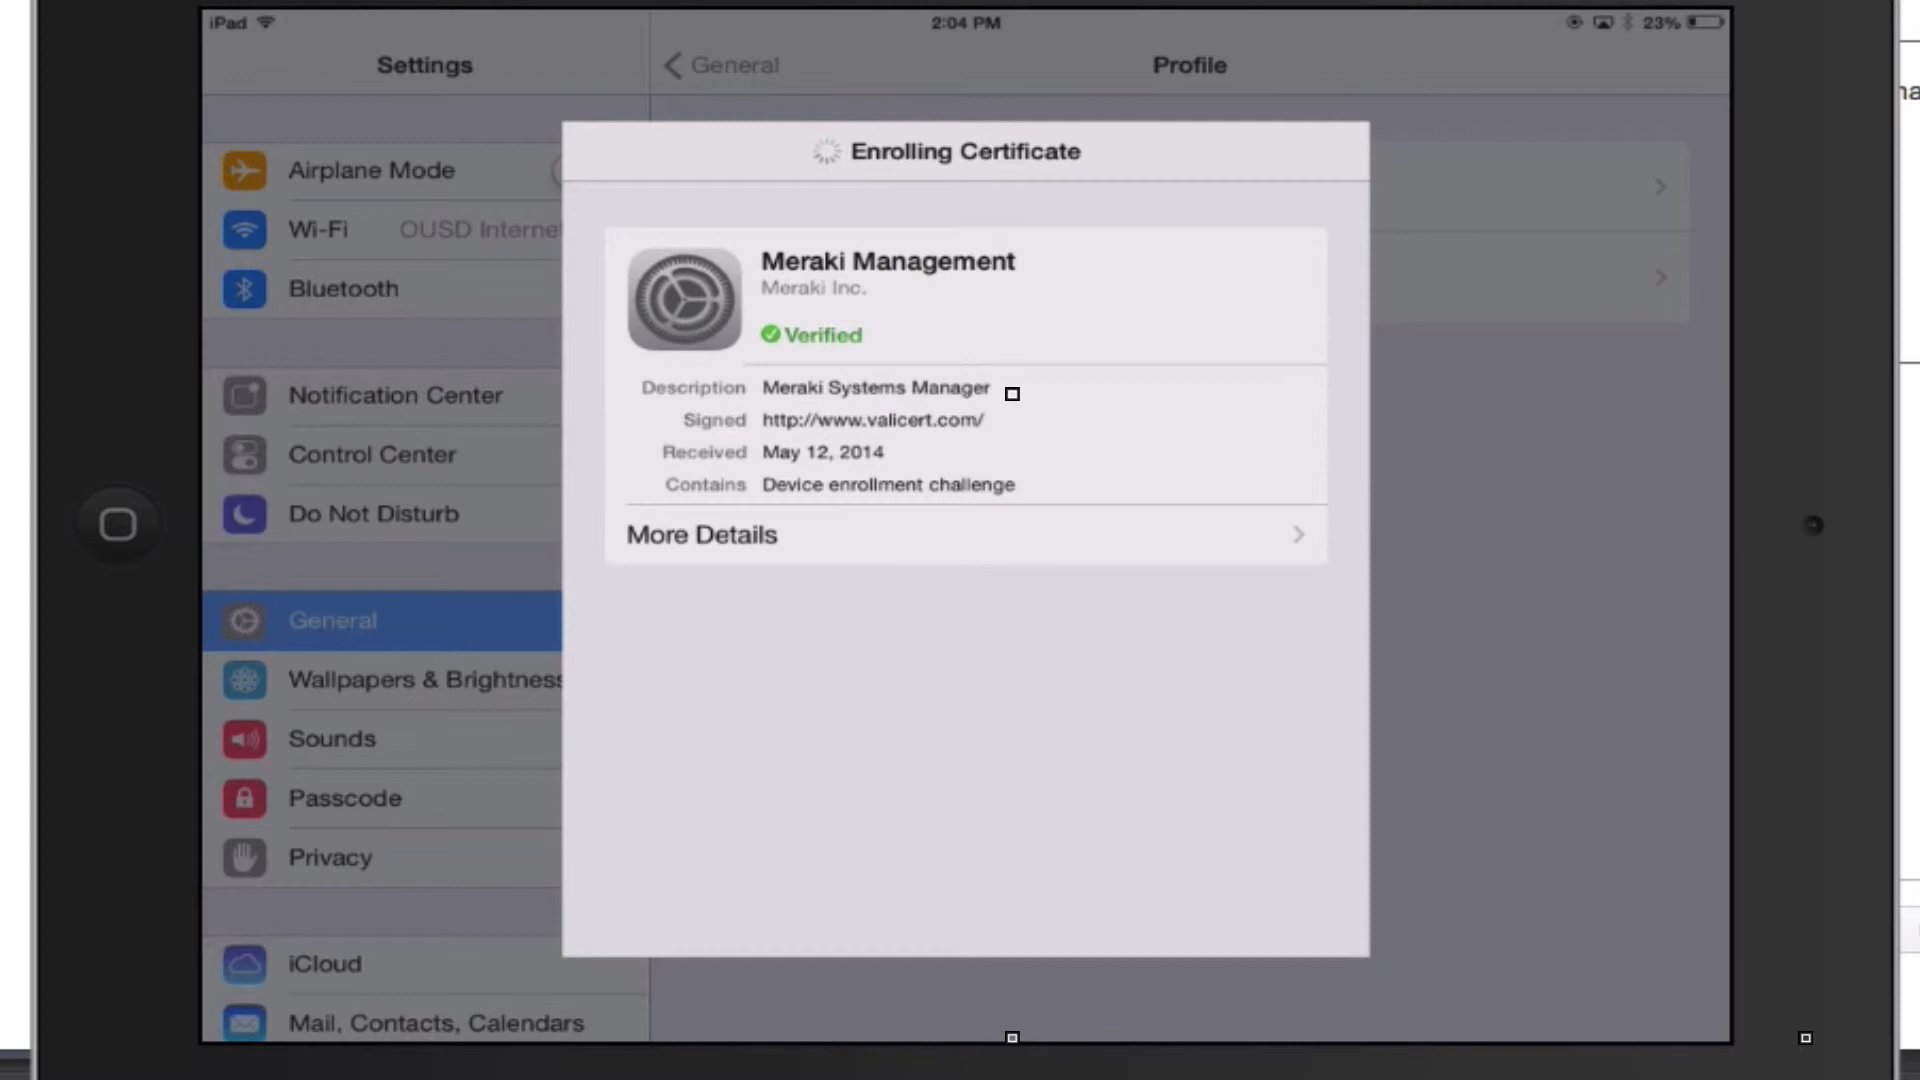 iPad
2:04 PM
23%
Settings
General
Profile
Enrolling Certificate
Airplane Mode
Wi-Fi
Bluetooth
Meraki Management
Meraki Inc.
Verified
Description Meraki Systems Manager
Signed http://www.valicert.com/
Received May 12, 2014
Contains Device enrollment challenge
More Details
OUSD
Notification Center
Control Center
Do Not Disturb
General
Wallpapers & Brightness
Sounds
Passcode
Privacy
iCloud
Mail, Contacts, Calendars